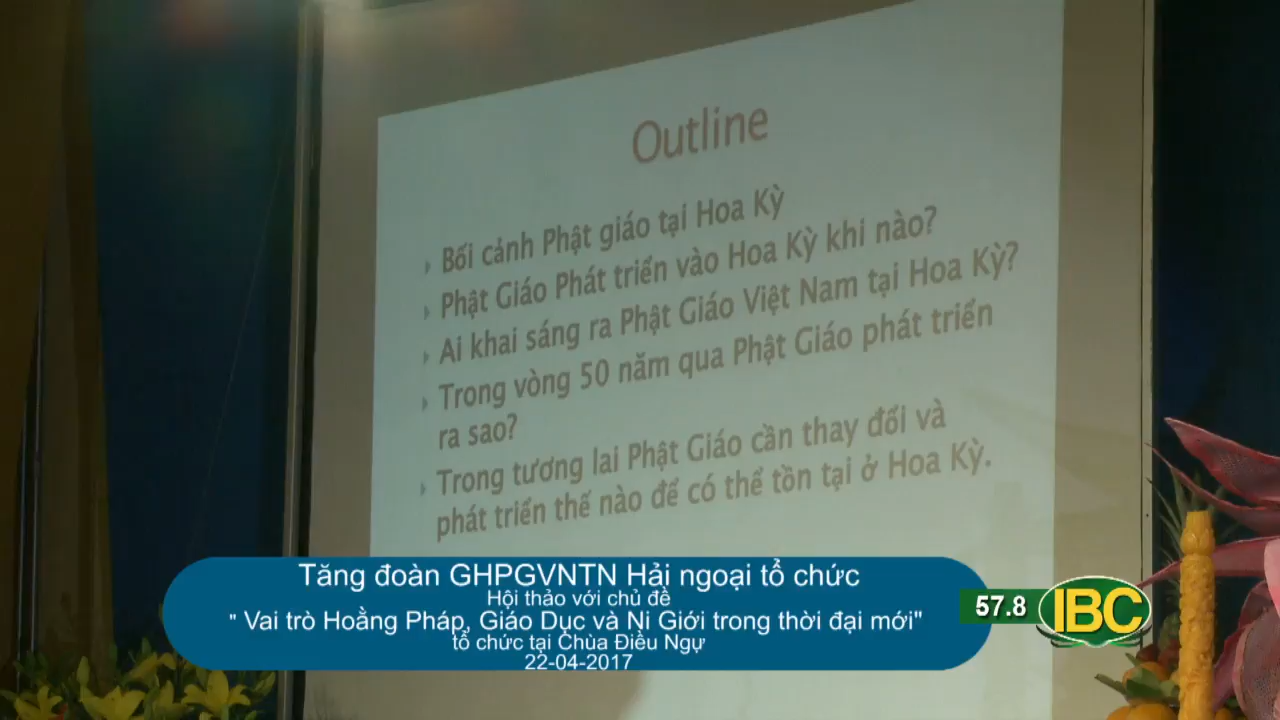 Outline
Bối cảnh Phật giáo tại Hoa Kỳ
Phật Giáo Phát triển vào Hoa Kỳ khi nào?
Ai khai sáng ra Phật Giáo Việt Nam tại Hoa Kỳ?
Trong vòng 50 năm qua Phật Giáo phát triển
ra sao?
Trong tương lai Phật Giáo cần thay đổi và
phát triển thế nào để có thể tồn tại ở Hoa Kỳ.
Tăng đoàn GHPGVNTN Hải ngoại tổ chức
Hội thảo với chủ đề
" Vai trò Hoằng Pháp, Giáo Dục và Ni Giới trong thời đại mới"
tổ chức tại Chùa Điều Ngự
22-04-2017
57.8 IBC